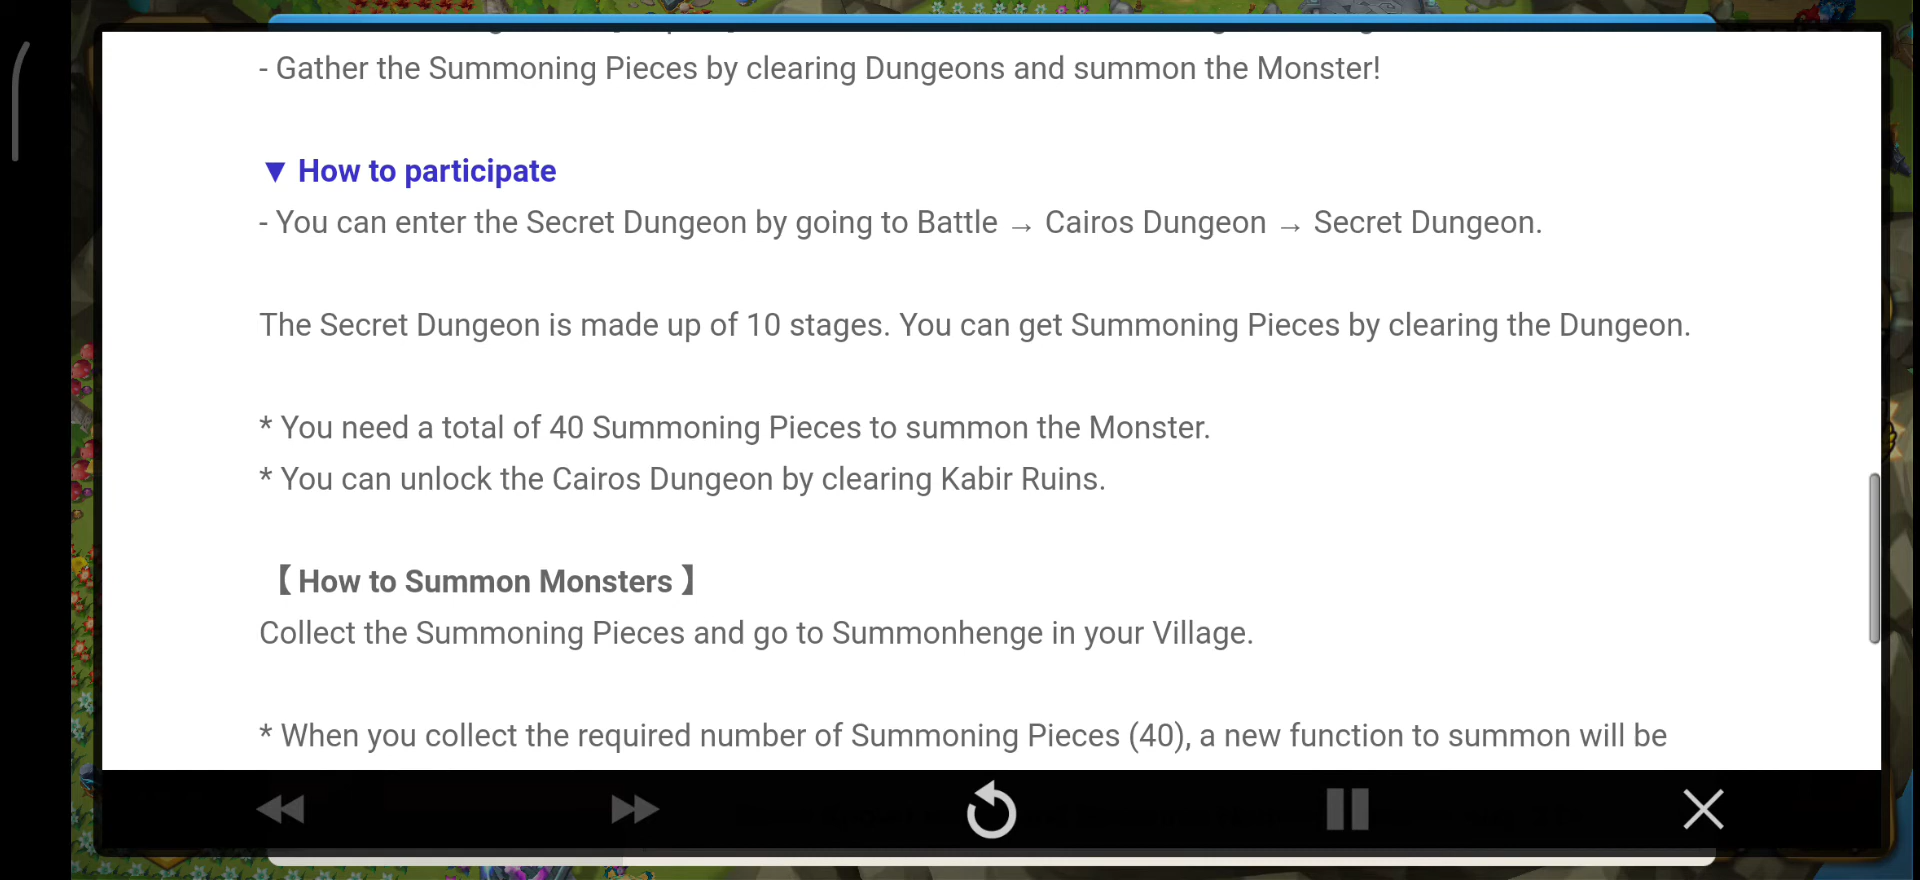 - Gather the Summoning Pieces by clearing Dungeons and summon the Monster!
▼ How to participate
- You can enter the Secret Dungeon by going to Battle → Cairos Dungeon → Secret Dungeon.
The Secret Dungeon is made up of 10 stages. You can get Summoning Pieces by clearing the Dungeon.
* You need a total of 40 Summoning Pieces to summon the Monster.
* You can unlock the Cairos Dungeon by clearing Kabir Ruins.
【 How to Summon Monsters 】
Collect the Summoning Pieces and go to Summonhenge in your Village.
* When you collect the required number of Summoning Pieces (40), a new function to summon will be